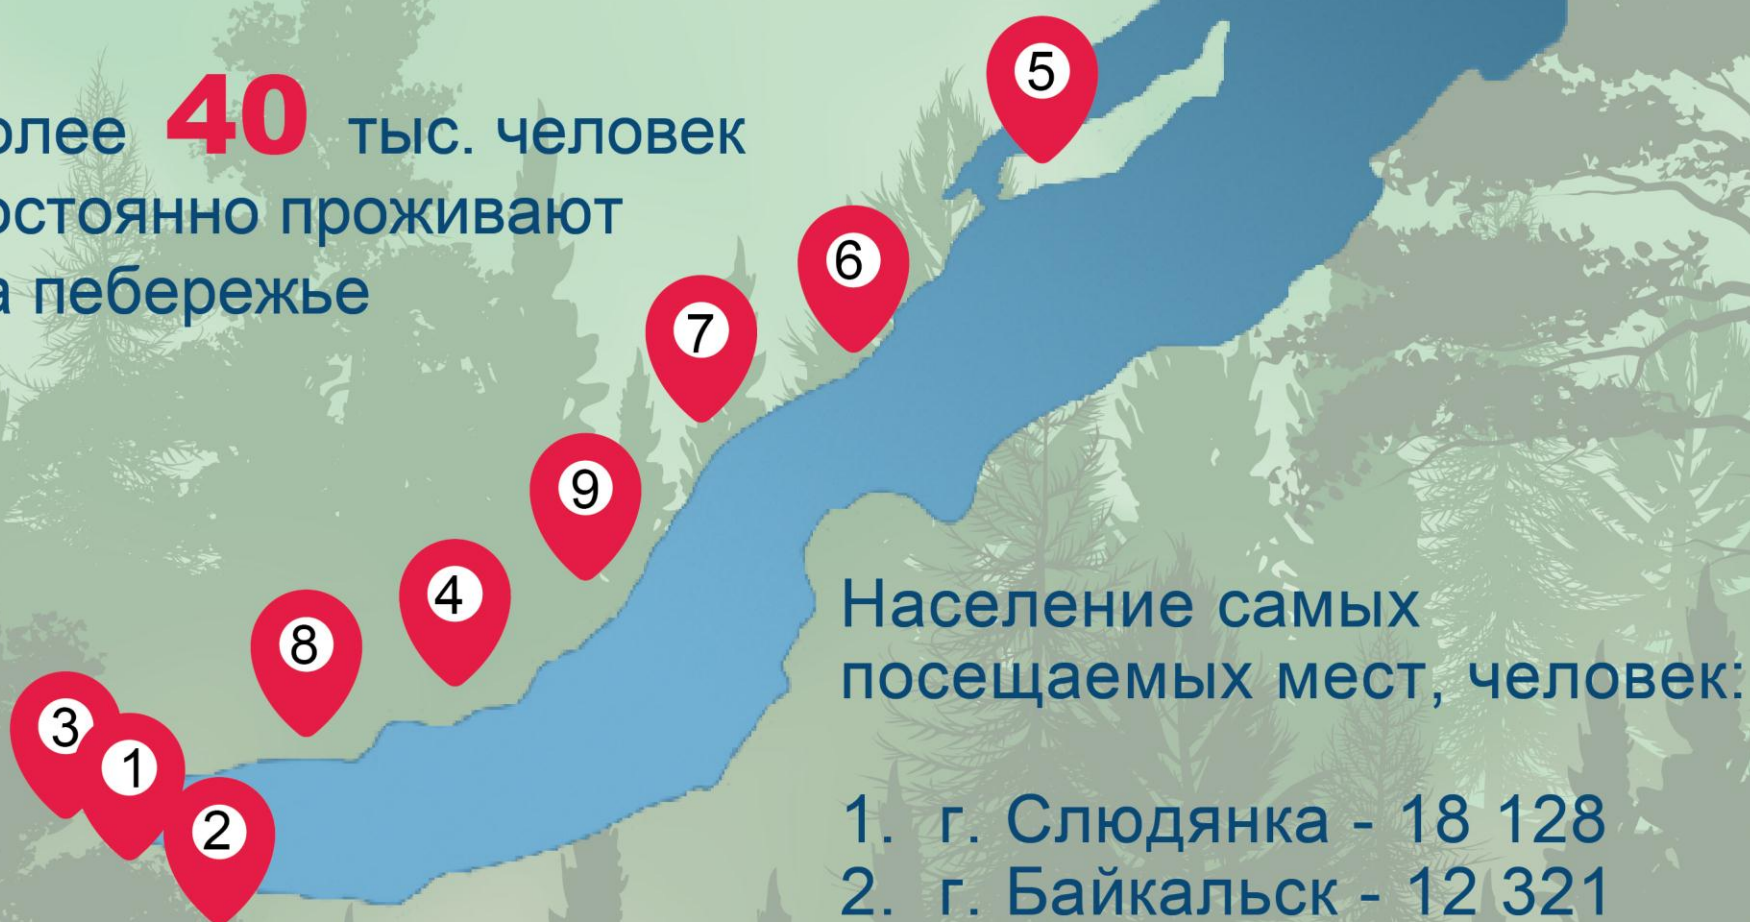 5
олее 40 тыс. человек
остоянно проживают
а пебережье
6
7
9
4
8
3
1
2
Население самых
посещаемых мест, человек:
1. г. Слюдянка - 18 128
2. г. Байкальск - 12 321